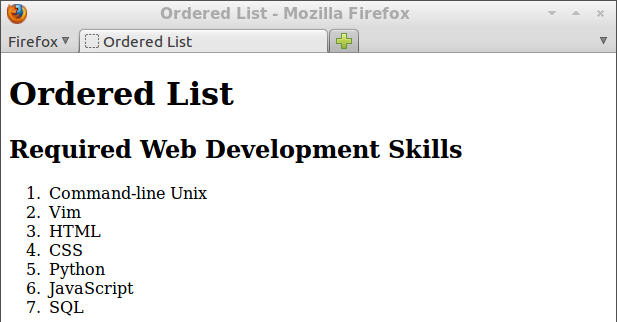 Ordered List - Mozilla Firefox
Firefox
Ordered List
Ordered List
Required Web Development Skills
1. Command-line Unix
2. Vim
3. HTML
4. CSS
5. Python
6. JavaScript
7. SQL